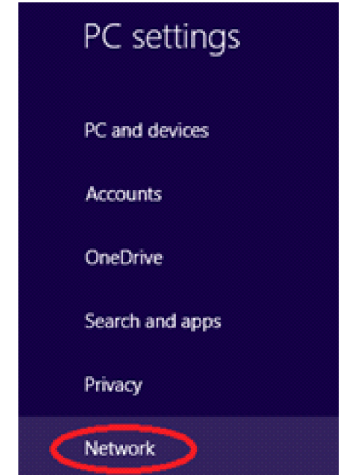 PC settings
PC and devices
Accounts
OneDrive
Search and apps
Privacy
Network